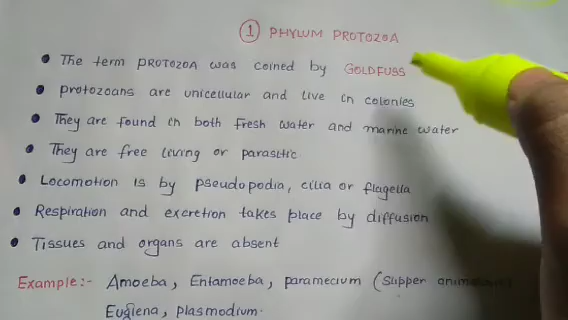 1 PHYLUM PROTOZOA
• The term PROTOZOA was coined by GOLDFUSS
• protozoans are unicellular and live in colonies
• They are found in both fresh water and marine water
• They are free living or parasitic
• Locomotion is by pseudopodia, cilia or flagella
• Respiration and excretion takes place by diffusion
• Tissues and organs are absent
Example:- Amoeba, Entamoeba, paramecium (Slipper
Euglena, plasmodium.